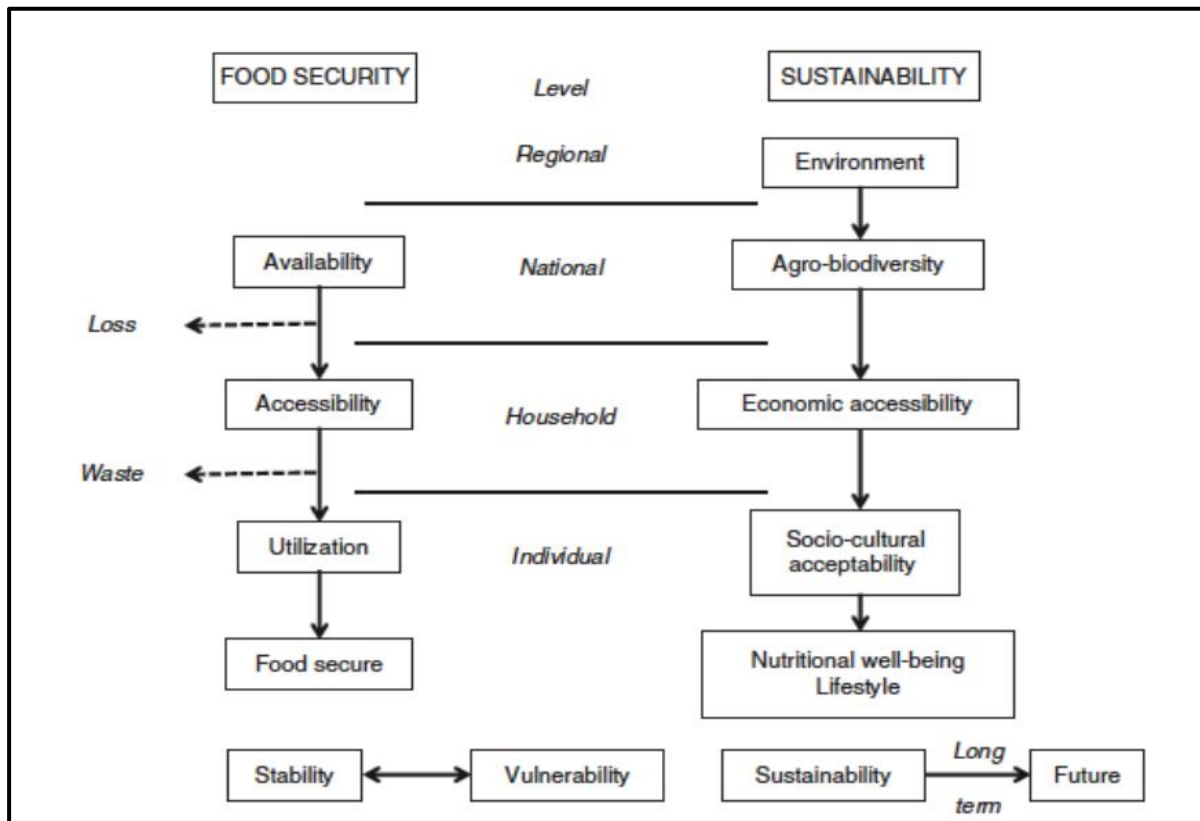 FOOD SECURITY
Level
SUSTAINABILITY
Regional
Environment
Availability
National
Agro-biodiversity
Loss
Accessibility
Household
Economic accessibility
Waste
Utilization
Individual
Socio-cultural
acceptability
Food secure
Nutritional well-being
Lifestyle
Stability
Vulnerability
Sustainability
Long
term
Future